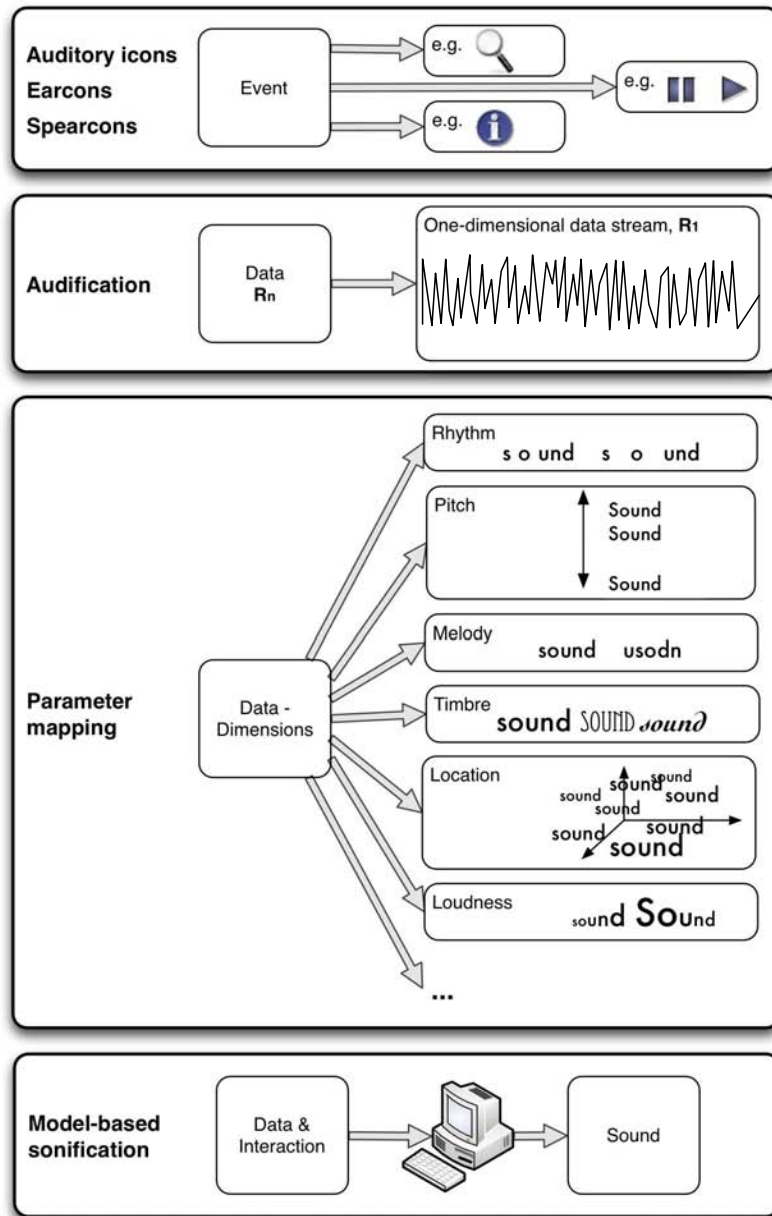 Auditory icons
Earcons
Spearcons
Event
e.g.
e.g.
e.g.
Audification
Data
Rn
One-dimensional data stream, R1
Parameter
mapping
Data -
Dimensions
Rhythm
s o und s o und
Pitch
Sound
Sound
Sound
Melody
sound usodn
Timbre
sound SOUND sound
Location
sound
sound
sound
sound
sound
sound
sound
sound
Loudness
sound Sound
...
Model-based
sonification
Data &
Interaction
Sound